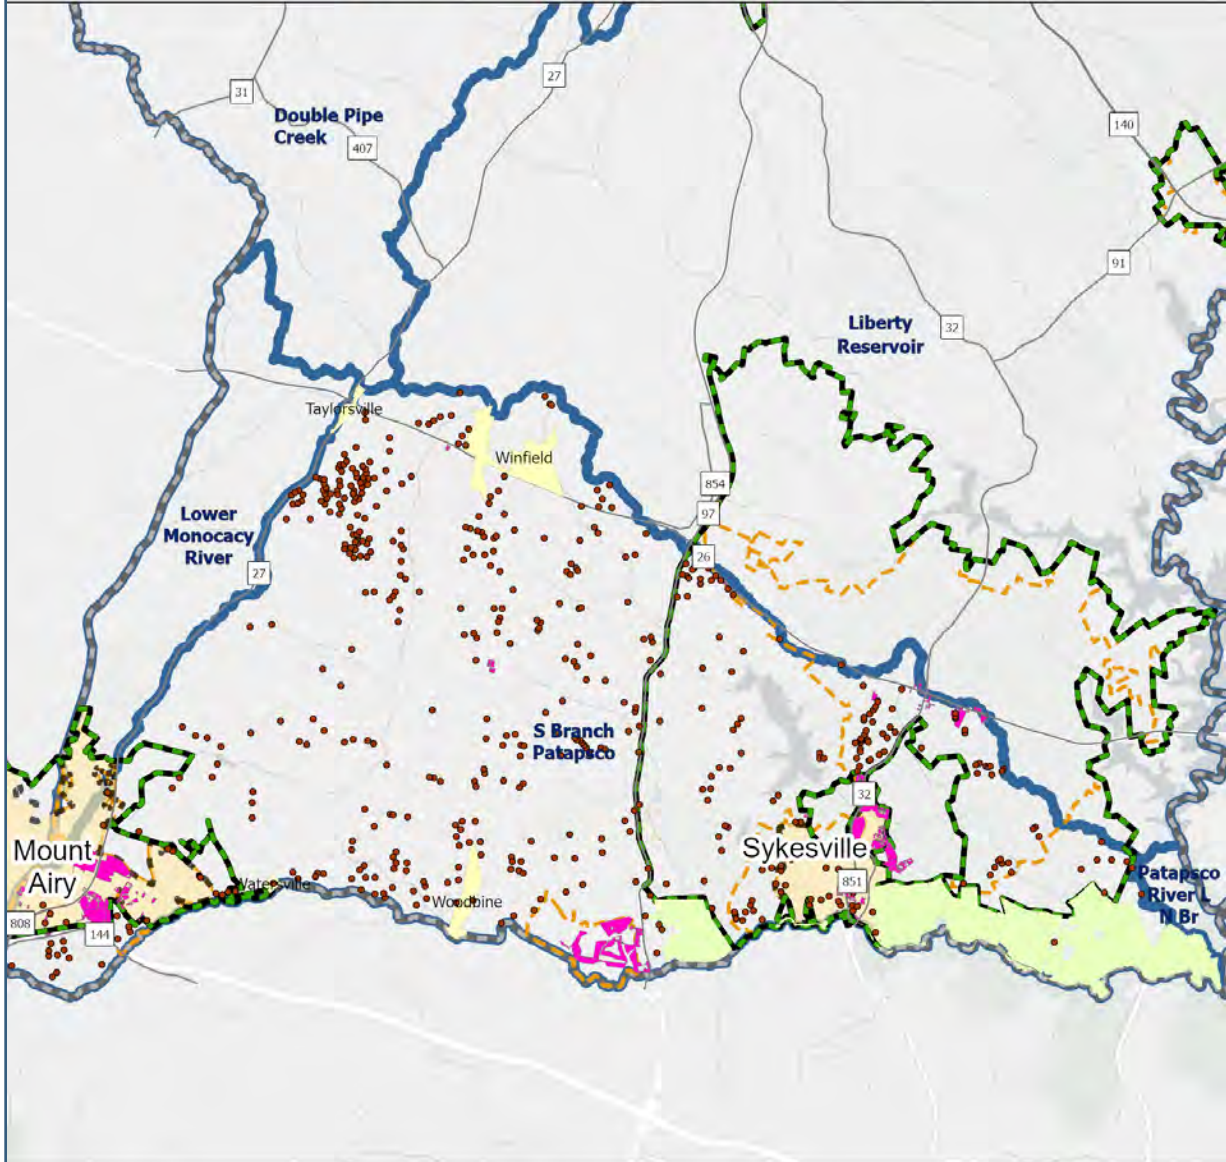 27
31
Double Pipe
Creek
140
407
91
Liberty
Reservoir
32
Taylorsville
Winfield
854
Lower
Monocacy
River
97
26
27
S Branch
Patapsco
32
Mount
Airy
Sykesville
Watersville
851
Patapsco
River L
N Br
Woodbine
808
144